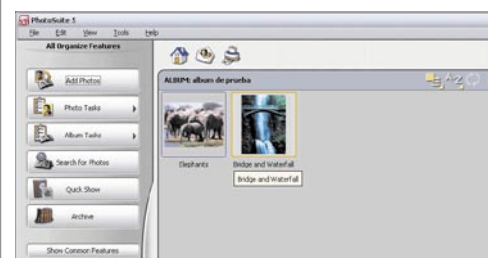 PhotoSuite 5
File Edit View Tools Help
All Organize Features
Add Photos
Photo Tasks
Album Tasks
Search for Photos
Quick Show
Archive
Show Common Features
ALBUM: album de prueba
A Z
Elephants
Bridge and Waterfall
Bridge and Waterfall